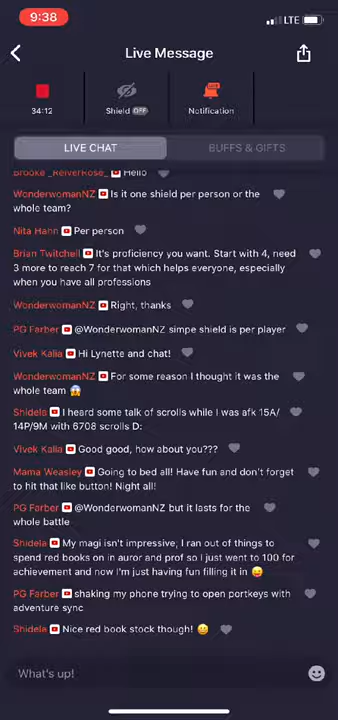 9:38
LTE
Live Message
34:12
Shield OFF
Notification
LIVE CHAT
BUFFS & GIFTS
Brooke _ReiverRose_ Hello
WonderwomanNZ Is it one shield per person or the
whole team?
Nita Hann Per person
Brian Twitchell It's proficiency you want. Start with 4, need
3 more to reach 7 for that which helps everyone, especially
when you have all professions
WonderwomanNZ Right, thanks
PG Farber @WonderwomanNZ simpe shield is per player
Vivek Kalia Hi Lynette and chat!
WonderwomanNZ For some reason I thought it was the
whole team 😱
Shidela I heard some talk of scrolls while I was afk 15A/
14P/9M with 6708 scrolls D:
Vivek Kalia Good good, how about you???
Mama Weasley Going to bed all! Have fun and don't forget
to hit that like button! Night all!
PG Farber @WonderwomanNZ but it lasts for the
whole battle
Shidela My magi isn't impressive; I ran out of things to
spend red books on in auror and prof so I just went to 100 for
achievement and now I'm just having fun filling it in 😜
PG Farber shaking my phone trying to open portkeys with
adventure sync
Shidela Nice red book stock though! 😀
What's up!